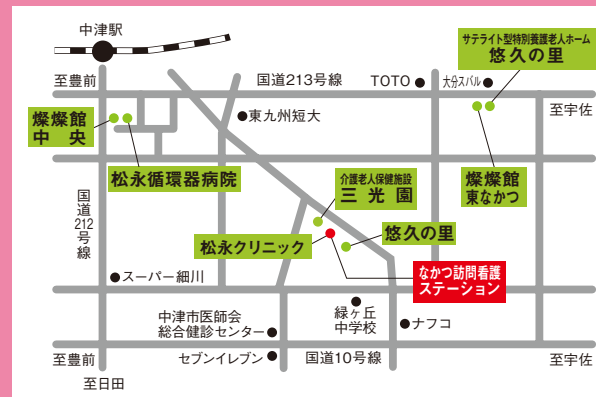 中津駅
サテライト型特別養護老人ホーム
悠久の里
至豊前
国道213号線
TOTO
大分スバル
至宇佐
燦燦館
中央
東九州短大
松永循環器病院
介護老人保健施設
三光園
燦燦館
東なかつ
国道212号線
松永クリニック
悠久の里
なかつ訪問看護
ステーション
スーパー細川
中津市医師会
総合健診センター
緑ヶ丘
中学校
ナフコ
至豊前
セブンイレブン
国道10号線
至宇佐
至日田